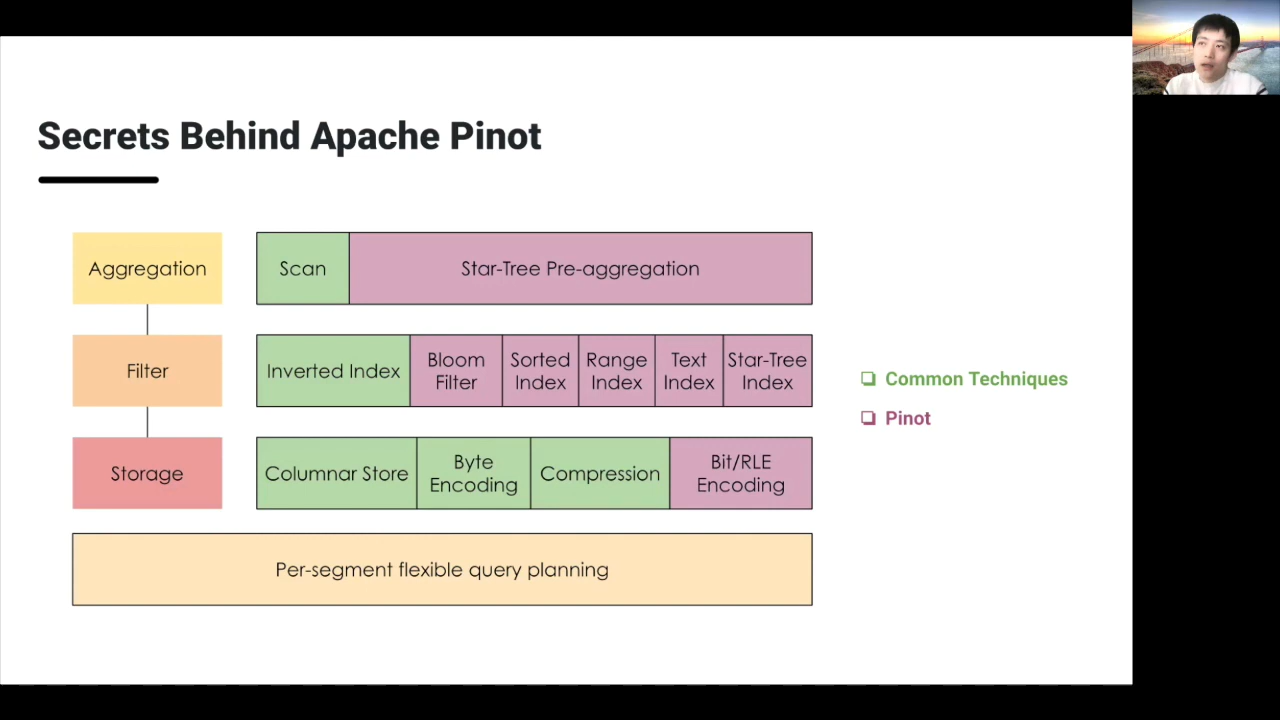 Secrets Behind Apache Pinot
Aggregation
Scan
Star-Tree Pre-aggregation
Filter
Inverted Index
Bloom
Filter
Sorted
Index
Range
Index
Text
Index
Star-Tree
Index
Storage
Columnar Store
Byte
Encoding
Compression
Bit/RLE
Encoding
Per-segment flexible query planning
Common Techniques
Pinot